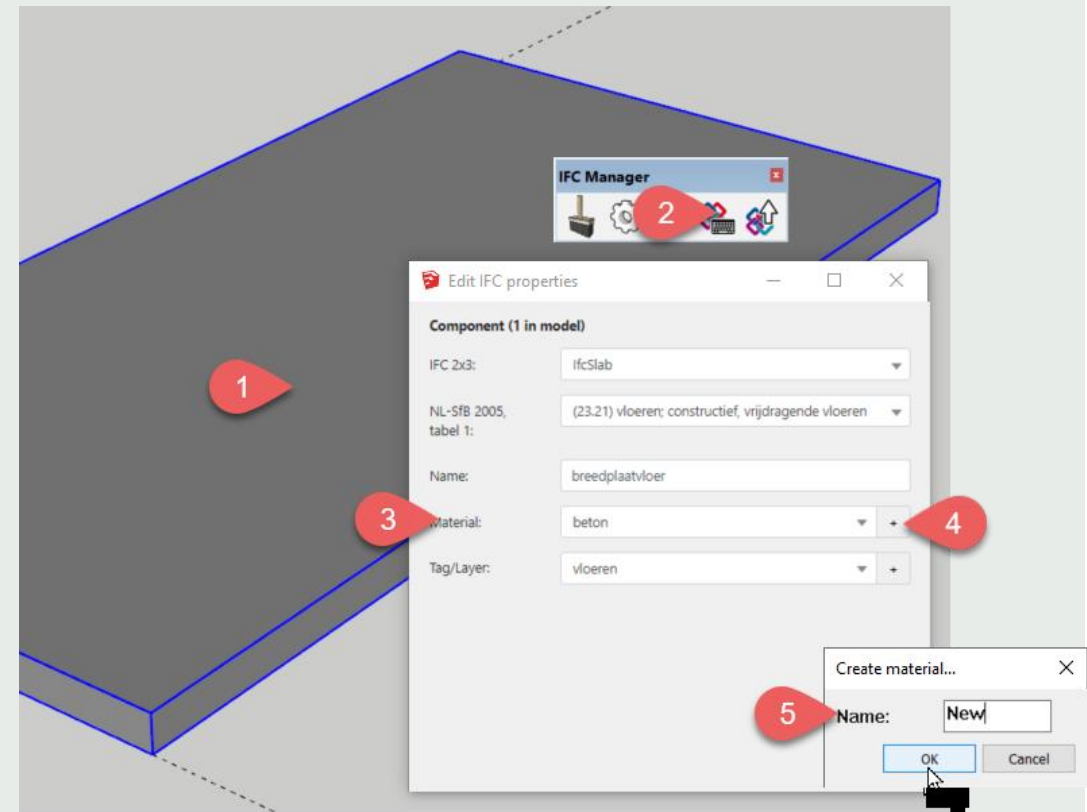 IFC Manager
2
Edit IFC properties
Component (1 in model)
IFC 2x3:
IfcSlab
1
NL-SfB 2005,
tabel 1:
(23.21) vloeren; constructief, vrijdragende vloeren
Name:
breedplaatvloer
3
Material:
beton
+
4
Tag/Layer:
vloeren
+
Create material...
5
Name:
New
OK
Cancel